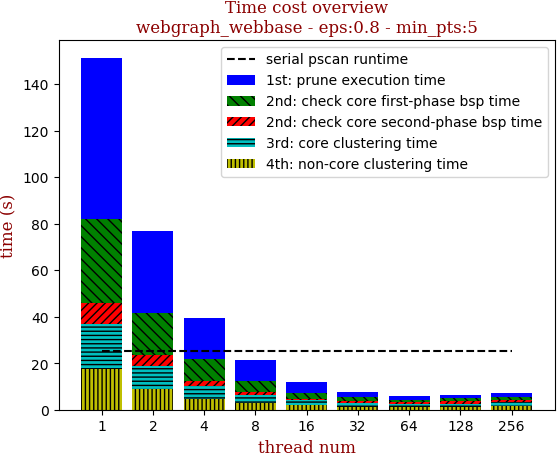 Time cost overview
webgraph_webbase - eps:0.8 - min_pts:5
serial pscan runtime
1st: prune execution time
2nd: check core first-phase bsp time
2nd: check core second-phase bsp time
3rd: core clustering time
4th: non-core clustering time
time (s)
140
120
100
80
60
40
20
0
1 2 4 8 16 32 64 128 256
thread num